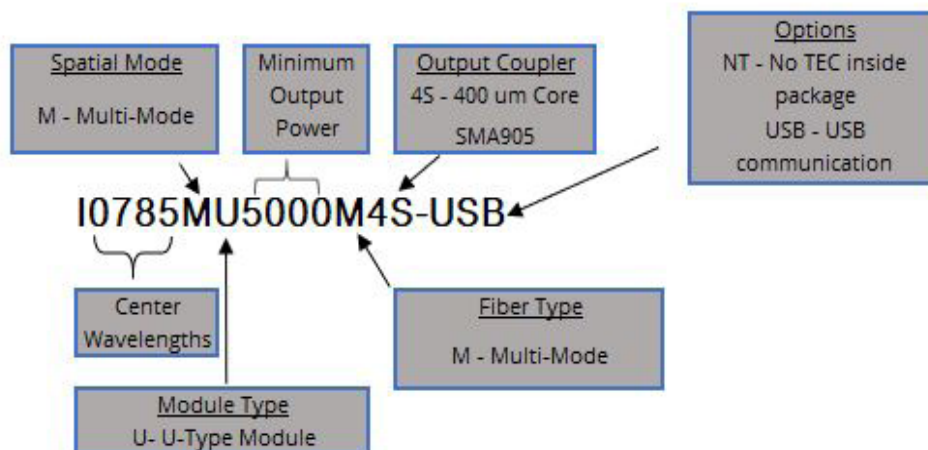 Spatial Mode
M - Multi-Mode
Minimum
Output
Power
Output Coupler
4S - 400 um Core
SMA905
Options
NT - No TEC inside
package
USB - USB
communication
I0785MU5000M4S-USB
Center
Wavelengths
Fiber Type
M - Multi-Mode
Module Type
U- U-Type Module